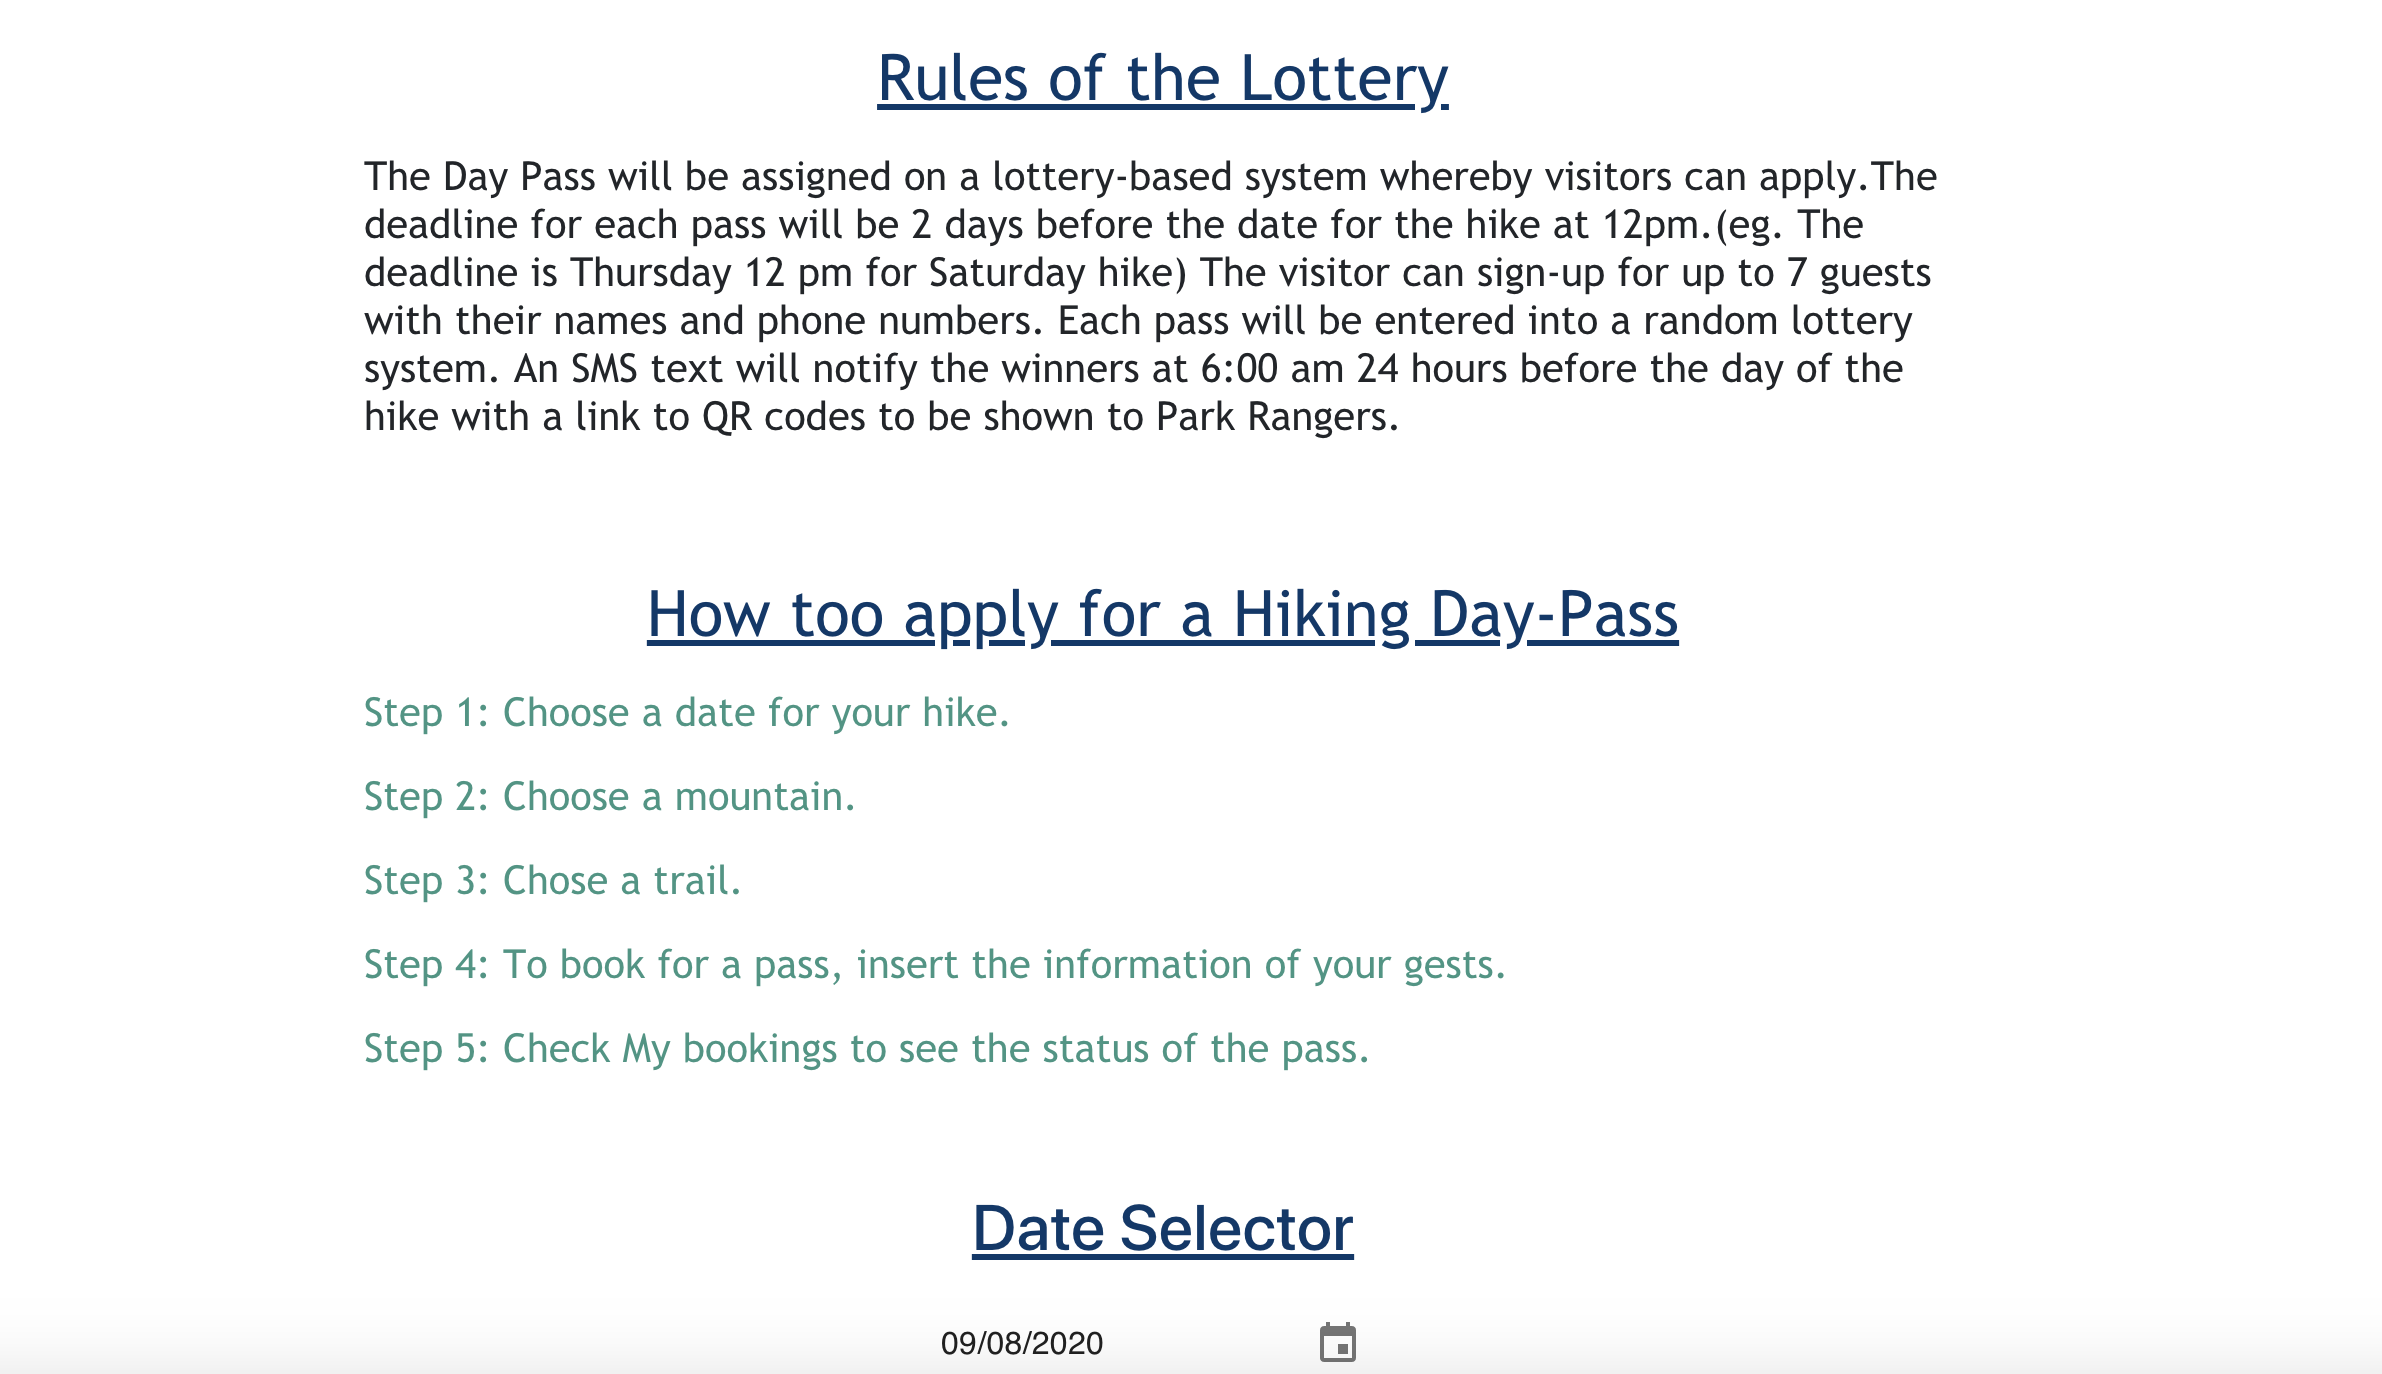 Rules of the Lottery
The Day Pass will be assigned on a lottery-based system whereby visitors can apply.The
deadline for each pass will be 2 days before the date for the hike at 12pm.(eg. The
deadline is Thursday 12 pm for Saturday hike) The visitor can sign-up for up to 7 guests
with their names and phone numbers. Each pass will be entered into a random lottery
system. An SMS text will notify the winners at 6:00 am 24 hours before the day of the
hike with a link to QR codes to be shown to Park Rangers.
How too apply for a Hiking Day-Pass
Step 1: Choose a date for your hike.
Step 2: Choose a mountain.
Step 3: Chose a trail.
Step 4: To book for a pass, insert the information of your gests.
Step 5: Check My bookings to see the status of the pass.
Date Selector
09/08/2020